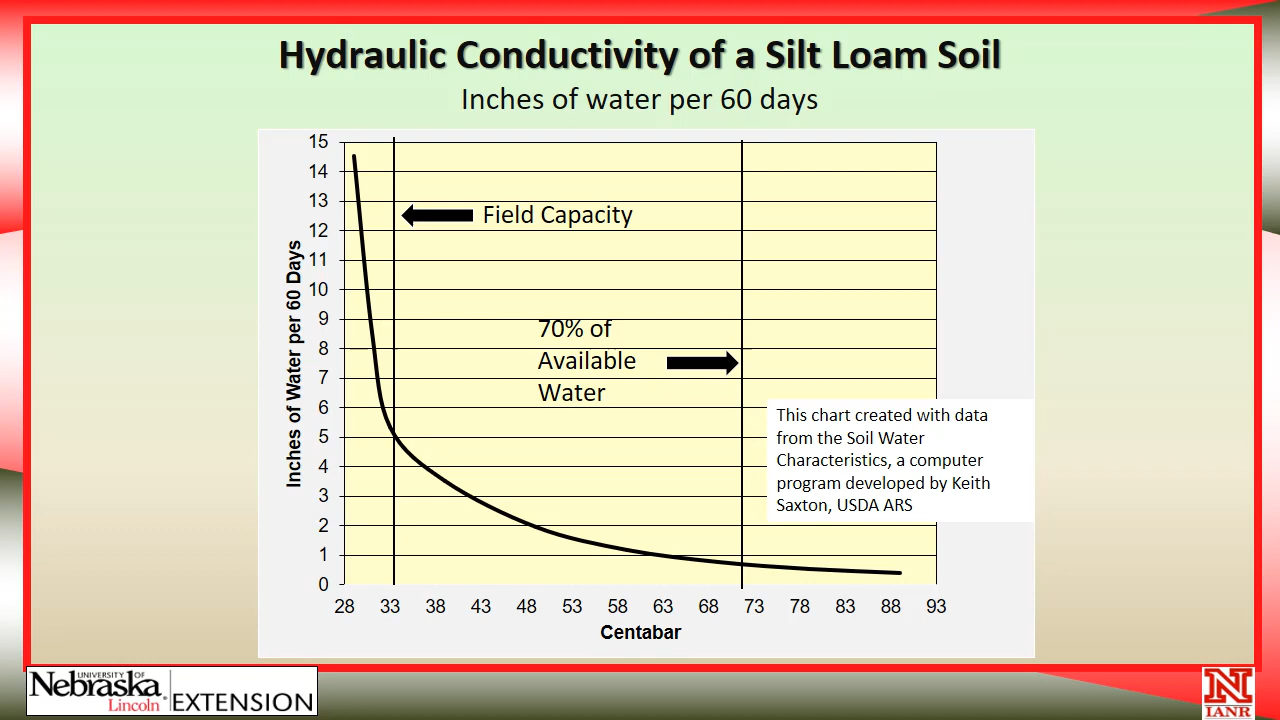 Hydraulic Conductivity of a Silt Loam Soil
Inches of water per 60 days
15
14
13
12
11
10
9
8
7
6
5
4
3
2
1
0
Inches of Water per 60 Days
Field Capacity
70% of
Available
Water
This chart created with data
from the Soil Water
Characteristics, a computer
program developed by Keith
Saxton, USDA ARS
28 33 38 43 48 53 58 63 68 73 78 83 88 93
Centabar
UNIVERSITY OF
Nebraska
Lincoln
EXTENSION
N
IANR